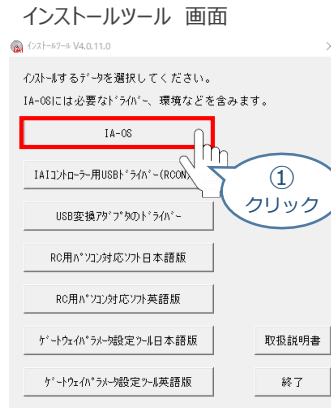 インストールツール 画面
ｲﾝｽﾄｰﾙﾂｰﾙ V4.0.11.0
ｲﾝｽﾄｰﾙするﾃﾞｰﾀを選択してください。
IA-OSには必要なﾄﾞﾗｲﾊﾞｰ、環境などを含みます。
IA-OS
IAIｺﾝﾄﾛｰﾗｰ用USBﾄﾞﾗｲﾊﾞｰ(RCON,
①
クリック
USB変換ｱﾀﾞﾌﾟﾀのﾄﾞﾗｲﾊﾞｰ
RC用ﾊﾟｿｺﾝ対応ｿﾌﾄ日本語版
RC用ﾊﾟｿｺﾝ対応ｿﾌﾄ英語版
ｹﾞｰﾄｳｪｲﾊﾟﾗﾒｰﾀ設定ﾂｰﾙ日本語版
取扱説明書
ｹﾞｰﾄｳｪｲﾊﾟﾗﾒｰﾀ設定ﾂｰﾙ英語版
終了